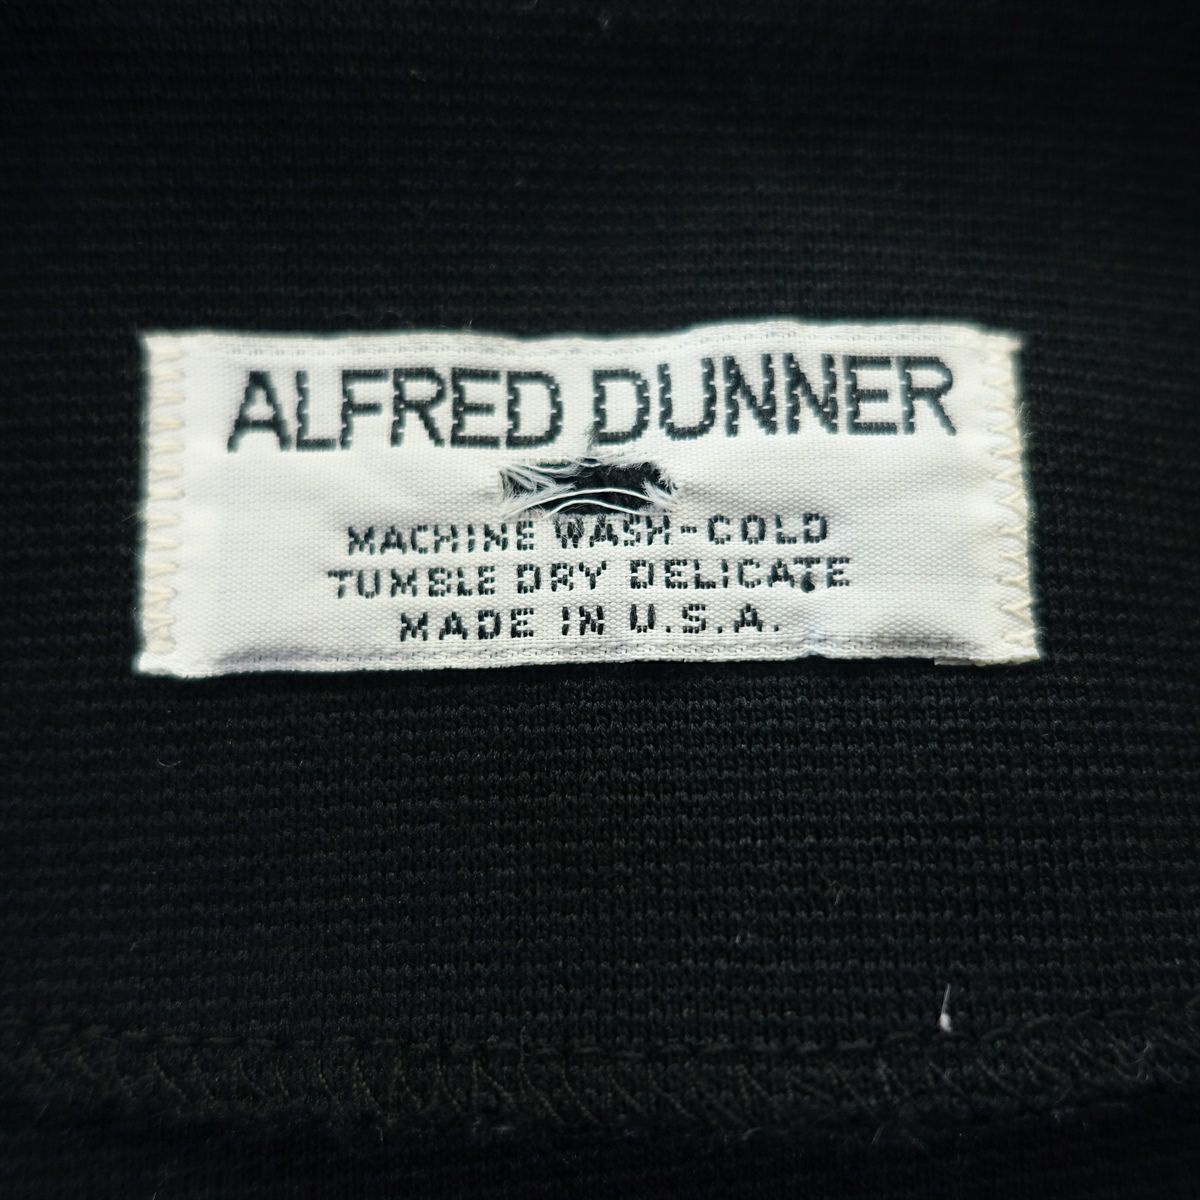 ALFRED DUNNER
MACHINE WASH-COLD
TUMBLE DRY DELICATE
MADE IN U.S.A.